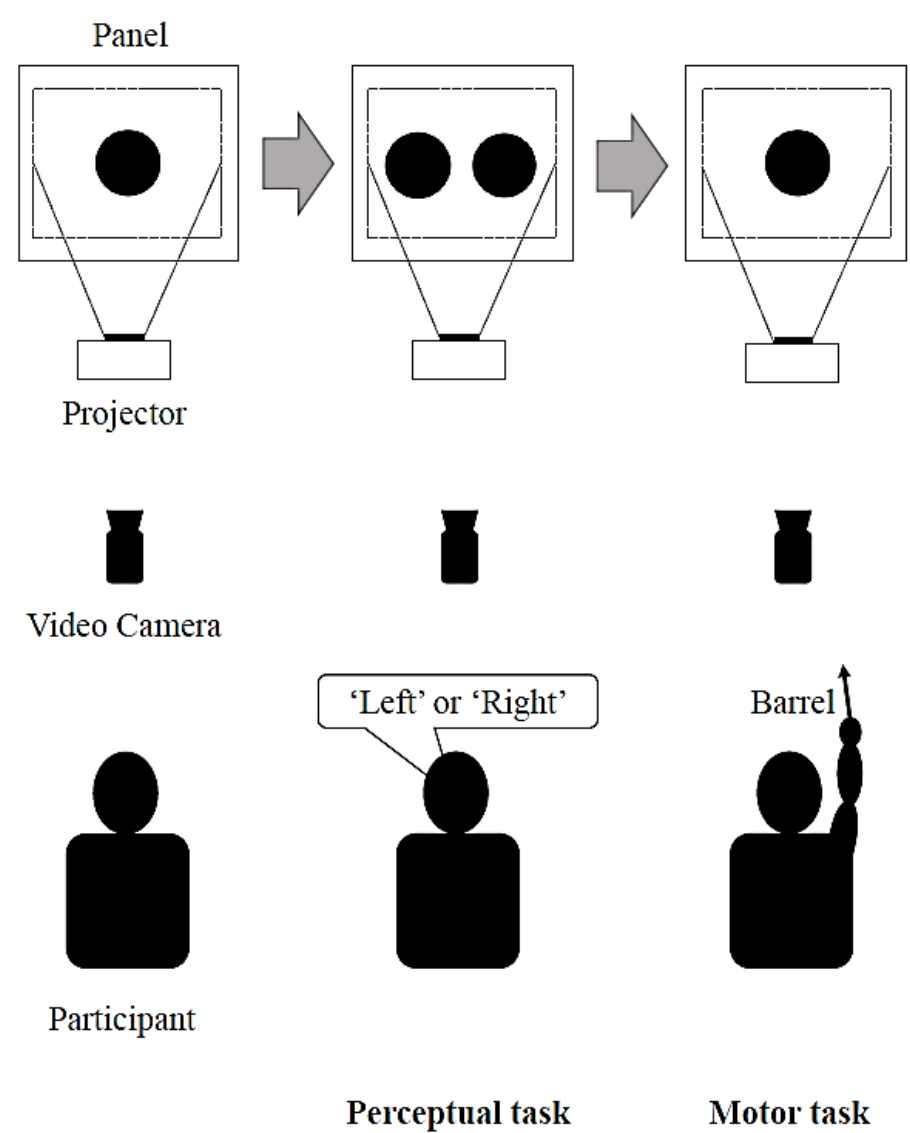 Panel
Projector
Video Camera
‘Left’ or ‘Right’
Barrel
Participant
Perceptual task
Motor task